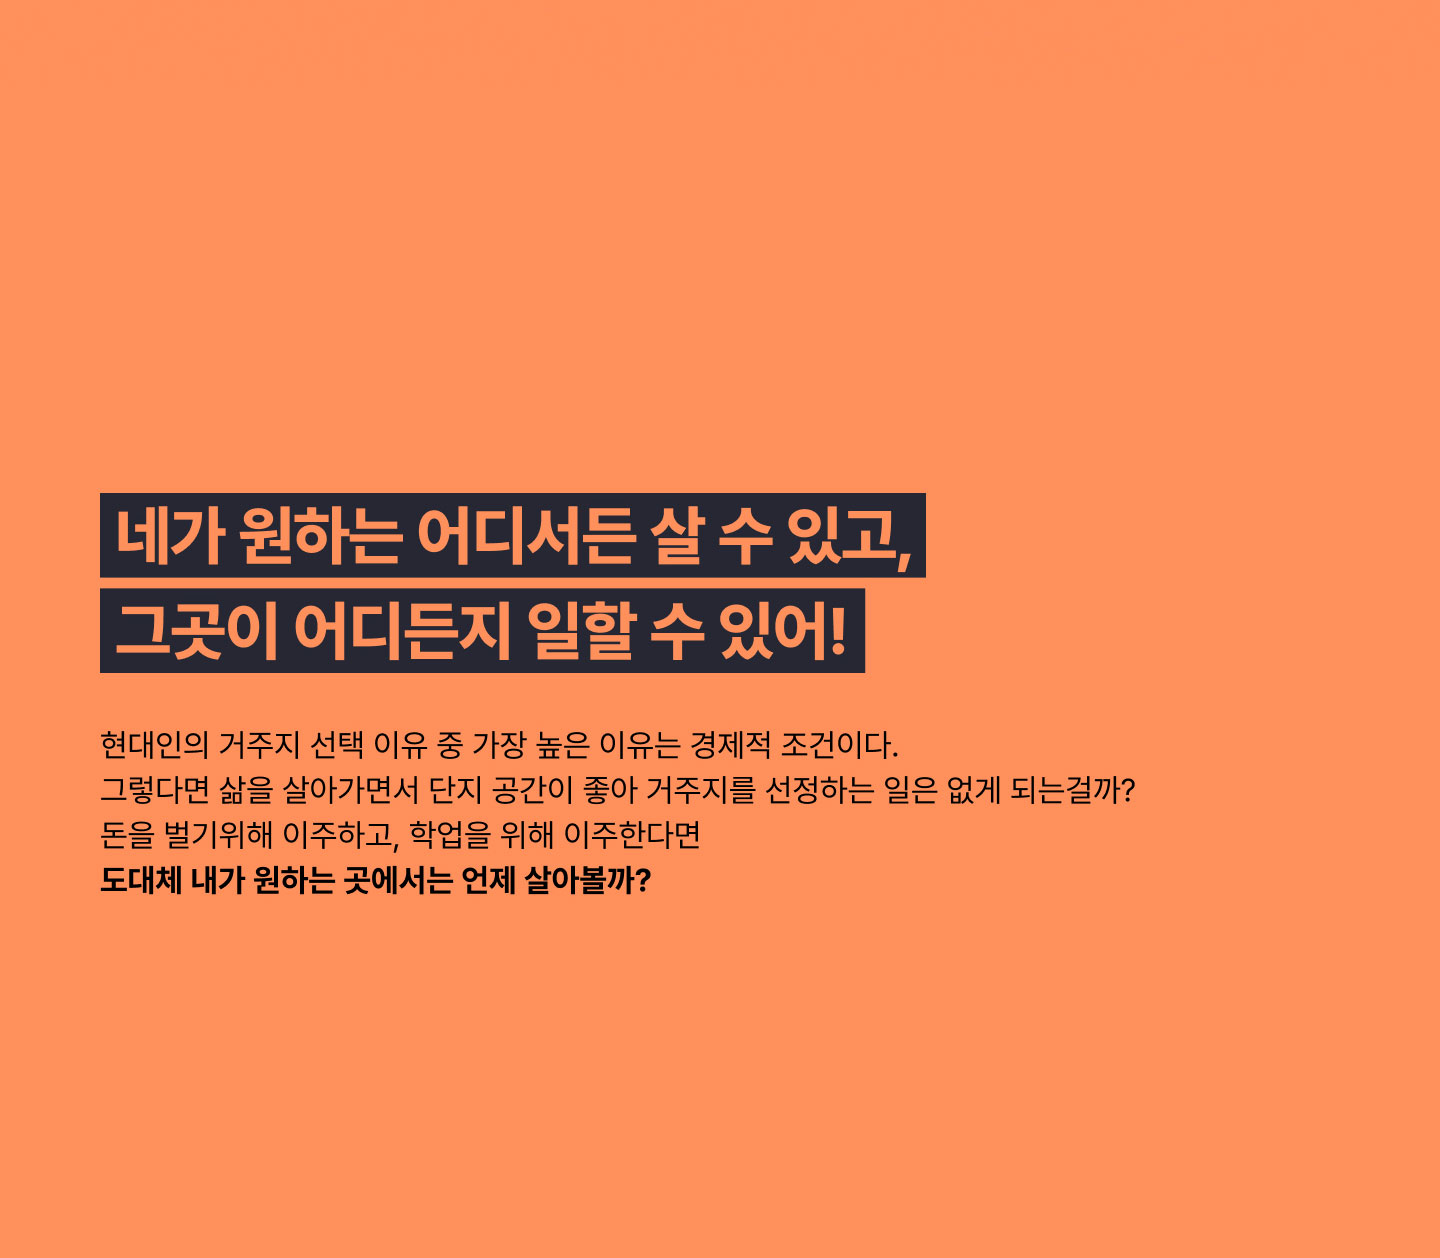 네가 원하는 어디서든 살 수 있고,
그곳이 어디든지 일할 수 있어!
현대인의 거주지 선택 이유 중 가장 높은 이유는 경제적 조건이다.
그렇다면 삶을 살아가면서 단지 공간이 좋아 거주지를 선정하는 일은 없게 되는걸까?
돈을 벌기위해 이주하고, 학업을 위해 이주한다면
도대체 내가 원하는 곳에서는 언제 살아볼까?